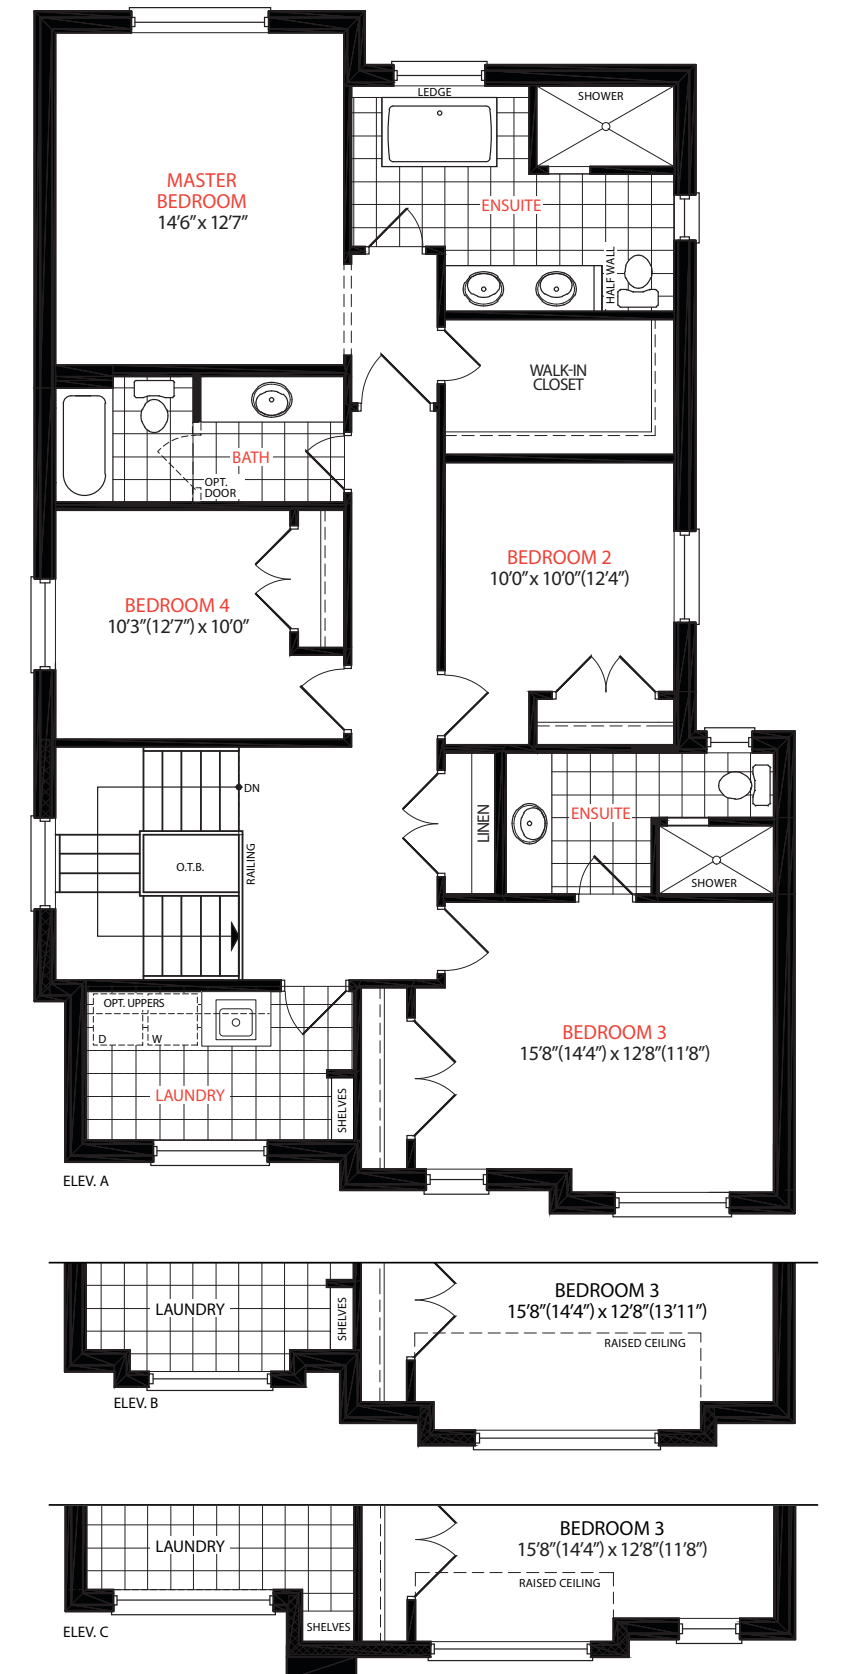 LEDGE
SHOWER
MASTER
BEDROOM
14'6" x 12'7"
ENSUITE
HALF WALL
WALK-IN
CLOSET
BATH
OPT.
DOOR
BEDROOM 2
10'0" x 10'0"(12'4")
BEDROOM 4
10'3"(12'7") x 10'0"
DN
O.T.B.
RAILING
LINEN
ENSUITE
SHOWER
OPT. UPPERS
D
W
LAUNDRY
SHELVES
BEDROOM 3
15'8"(14'4") x 12'8"(11'8")
ELEV. A
LAUNDRY
SHELVES
BEDROOM 3
15'8"(14'4") x 12'8"(13'11")
RAISED CEILING
ELEV. B
LAUNDRY
BEDROOM 3
15'8"(14'4") x 12'8"(11'8")
RAISED CEILING
SHELVES
ELEV. C